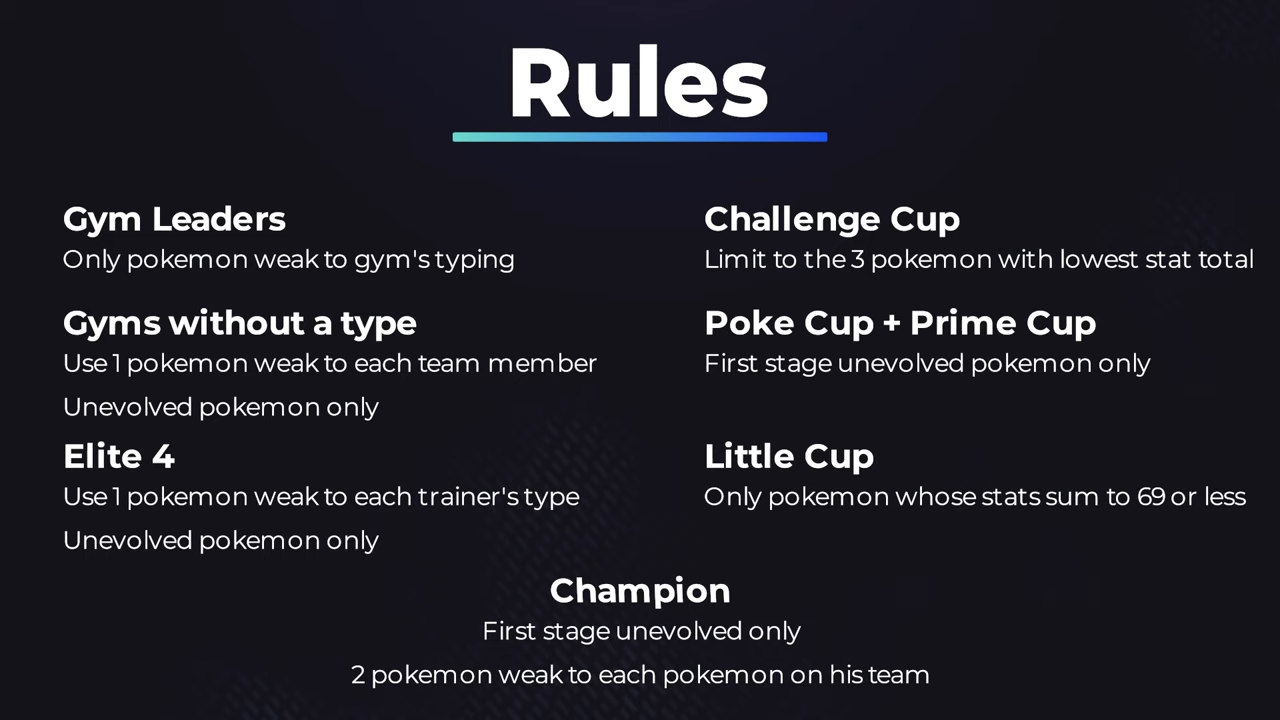 Rules
Gym Leaders
Only pokemon weak to gym's typing
Gyms without a type
Use 1 pokemon weak to each team member
Unevolved pokemon only
Elite 4
Use 1 pokemon weak to each trainer's type
Unevolved pokemon only
Challenge Cup
Limit to the 3 pokemon with lowest stat total
Poke Cup + Prime Cup
First stage unevolved pokemon only
Little Cup
Only pokemon whose stats sum to 69 or less
Champion
First stage unevolved only
2 pokemon weak to each pokemon on his team